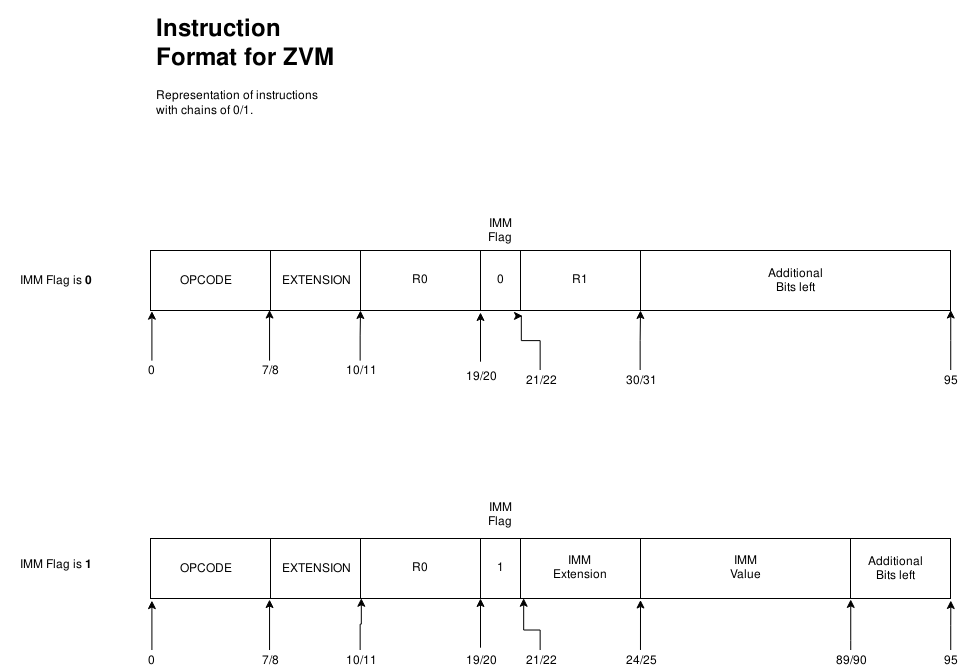 Instruction
Format for ZVM
Representation of instructions
with chains of 0/1.
IMM
Flag
IMM Flag is 0
OPCODE
EXTENSION
R0
0
R1
Additional
Bits left
0
7/8
10/11
19/20
21/22
30/31
95
IMM
Flag
IMM Flag is 1
OPCODE
EXTENSION
R0
1
IMM
Extension
IMM
Value
Additional
Bits left
0
7/8
10/11
19/20
21/22
24/25
89/90
95